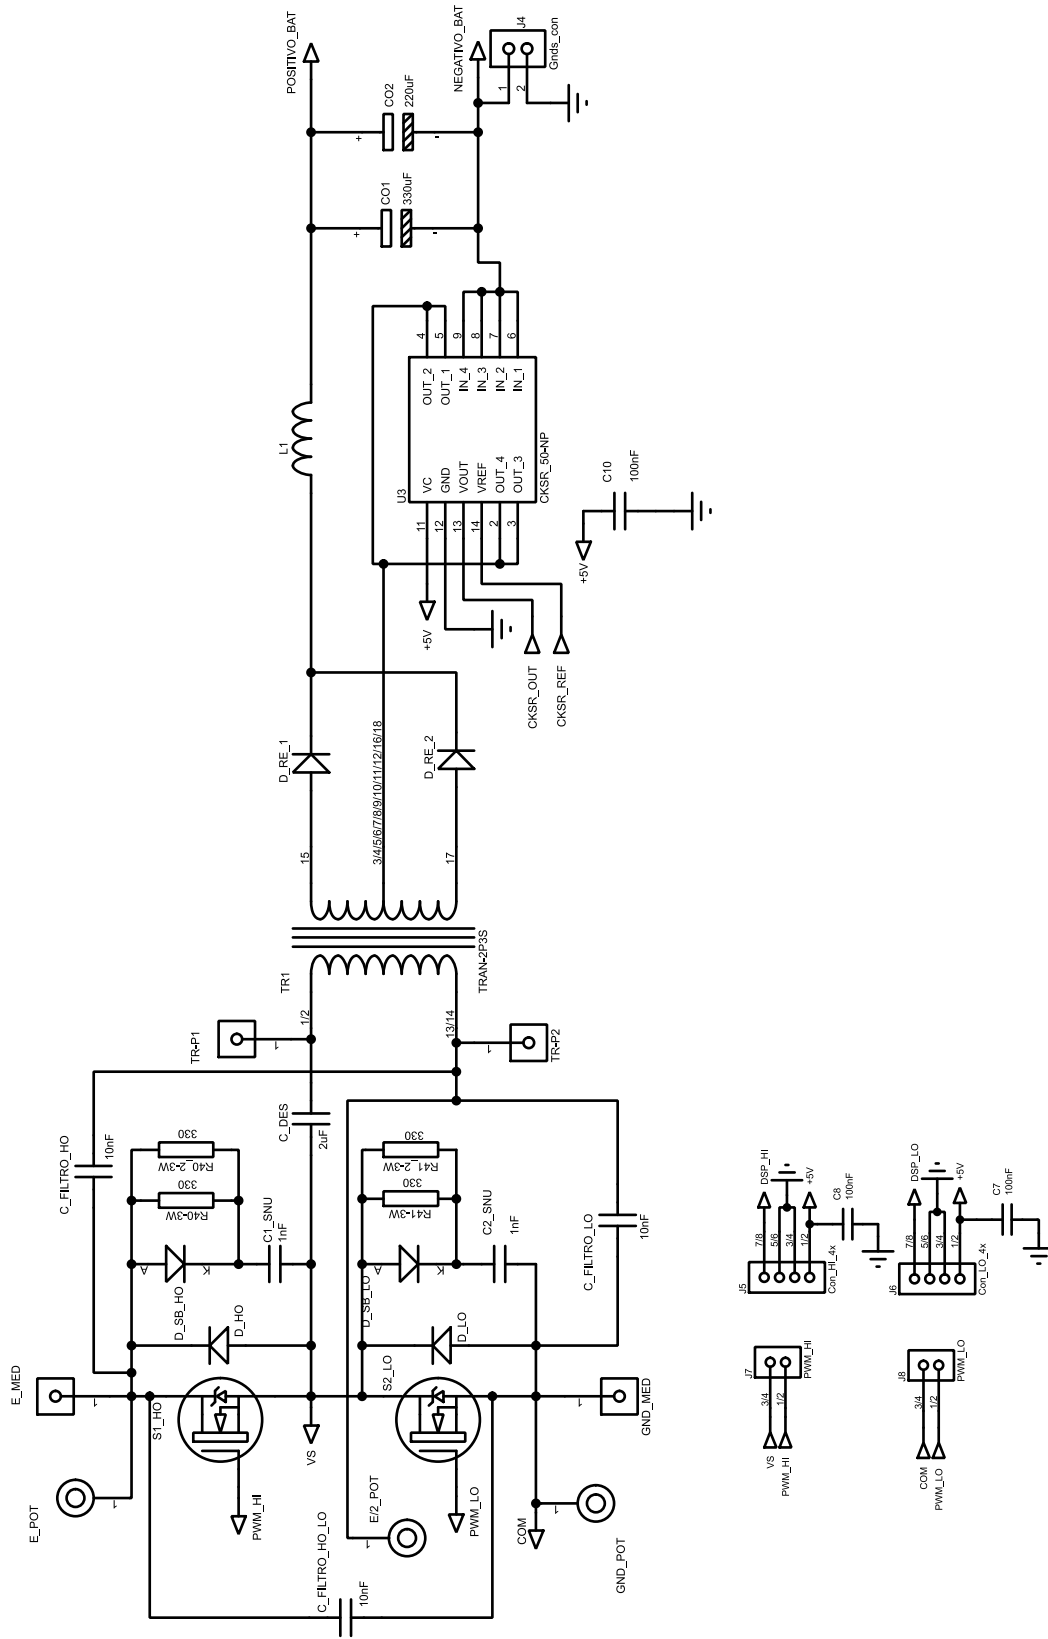 POSITIVO_BAT
J4
Gnds_con
1
2
NEGATIVO_BAT
CO2
220uF
+
-
CO1
330uF
+
-
L1
U3
CKSR_50-NP
VC
GND
VOUT
VREF
OUT_4
OUT_3
OUT_2
OUT_1
IN_4
IN_3
IN_2
IN_1
11
12
13
14
2
3
4
5
9
8
7
6
+5V
CKSR_OUT
CKSR_REF
C10
100nF
+5V
D_RE_1
D_RE_2
15
3/4/5/6/7/8/9/10/11/12/16/18
17
TR1
TRAN-2P3S
1/2
13/14
TR-P1
1
TR-P2
1
C_DES
2uF
C_FILTRO_HO
10nF
330
R40_2-3W
330
R40-3W
C1_SNU
1nF
A
K
D_SB_HO
D_HO
330
R41_2-3W
330
R41-3W
C2_SNU
1nF
A
K
D_SB_LO
D_LO
C_FILTRO_LO
10nF
E_MED
1
S1_HO
S2_LO
GND_MED
1
VS
E_POT
1
PWM_HI
E/2_POT
1
PWM_LO
COM
GND_POT
1
C_FILTRO_HO_LO
10nF
J5
Con_HI_4x
7/8
5/6
3/4
1/2
DSP_HI
+5V
C8
100nF
J6
Con_LO_4x
7/8
5/6
3/4
1/2
DSP_LO
+5V
C7
100nF
J7
PWM_HI
3/4
1/2
VS
PWM_HI
J8
PWM_LO
3/4
1/2
COM
PWM_LO